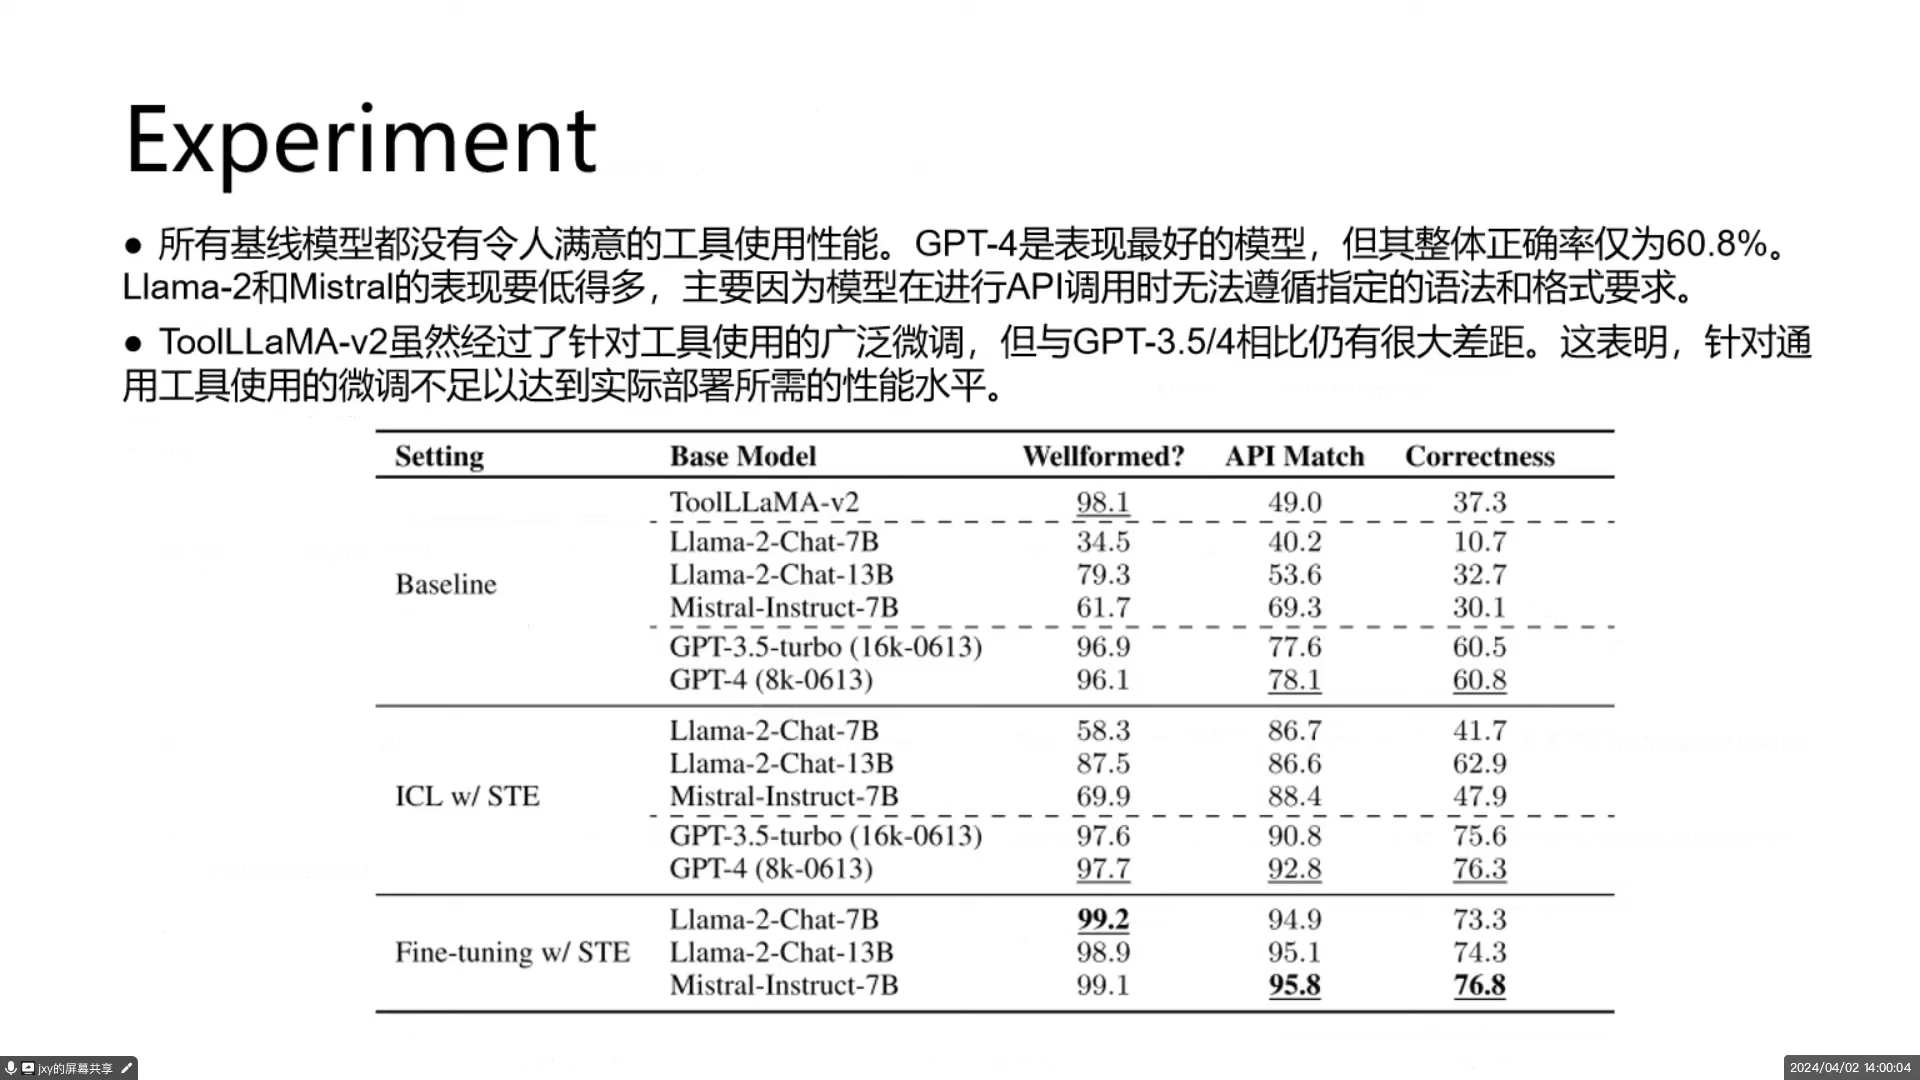 Experiment
● 所有基线模型都没有令人满意的工具使用性能。GPT-4是表现最好的模型，但其整体正确率仅为60.8%。
Llama-2和Mistral的表现要低得多，主要因为模型在进行API调用时无法遵循指定的语法和格式要求。
● ToolLLaMA-v2虽然经过了针对工具使用的广泛微调，但与GPT-3.5/4相比仍有很大差距。这表明，针对通
用工具使用的微调不足以达到实际部署所需的性能水平。
Setting Base Model Wellformed? API Match Correctness
ToolLLaMA-v2 98.1 49.0 37.3
Llama-2-Chat-7B 34.5 40.2 10.7
Llama-2-Chat-13B 79.3 53.6 32.7
Baseline
Mistral-Instruct-7B 61.7 69.3 30.1
GPT-3.5-turbo (16k-0613) 96.9 77.6 60.5
GPT-4 (8k-0613) 96.1 78.1 60.8
Llama-2-Chat-7B 58.3 86.7 41.7
Llama-2-Chat-13B 87.5 86.6 62.9
ICL w/ STE Mistral-Instruct-7B 69.9 88.4 47.9
GPT-3.5-turbo (16k-0613) 97.6 90.8 75.6
GPT-4 (8k-0613) 97.7 92.8 76.3
Llama-2-Chat-7B 99.2 94.9 73.3
Fine-tuning w/ STE Llama-2-Chat-13B 98.9 95.1 74.3
Mistral-Instruct-7B 99.1 95.8 76.8
jxy的屏幕共享
2024/04/02 14:00:04